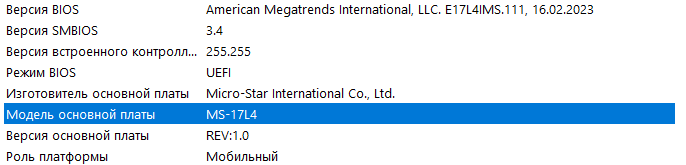 Версия BIOS American Megatrends International, LLC. E17L4IMS.111, 16.02.2023
Версия SMBIOS 3.4
Версия встроенного контролл... 255.255
Режим BIOS UEFI
Изготовитель основной платы Micro-Star International Co., Ltd.
Модель основной платы MS-17L4
Версия основной платы REV:1.0
Роль платформы Мобильный